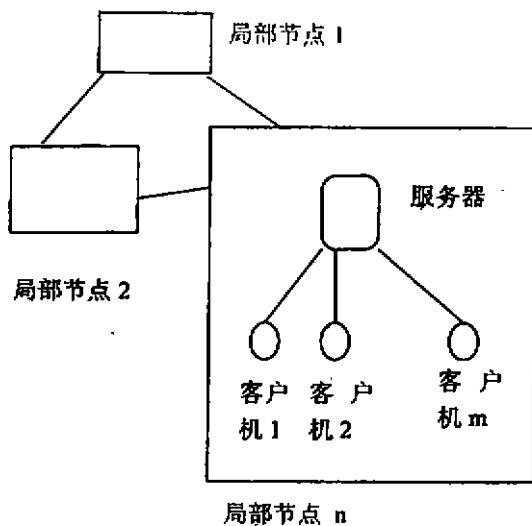 局部节点 1
服务器
局部节点 2
客户
机 1
客 户
机 2
客 户
机 m
局部节点 n